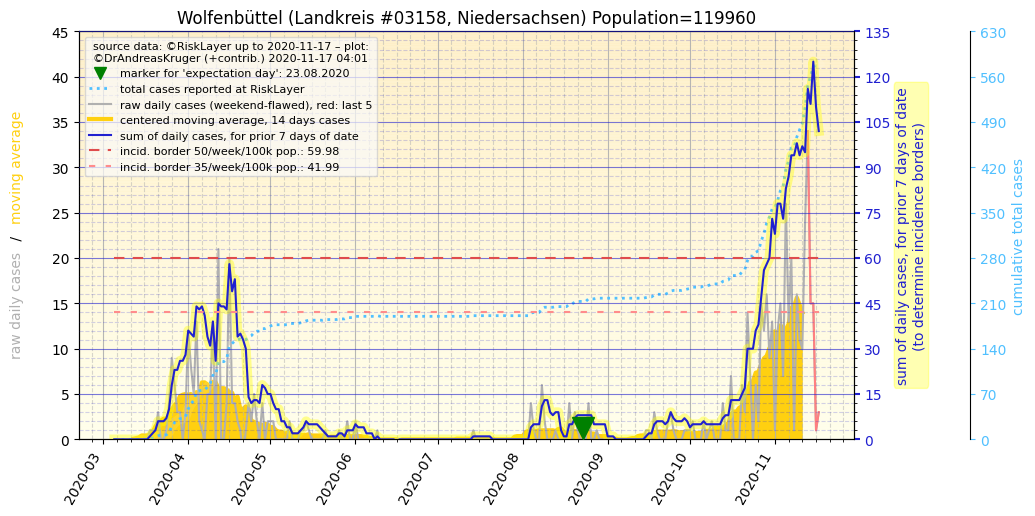 Wolfenbüttel (Landkreis #03158, Niedersachsen) Population=119960
source data: ©RiskLayer up to 2020-11-17 – plot:
©DrAndreasKruger (+contrib.) 2020-11-17 04:01
marker for 'expectation day': 23.08.2020
total cases reported at RiskLayer
raw daily cases (weekend-flawed), red: last 5
centered moving average, 14 days cases
sum of daily cases, for prior 7 days of date
incid. border 50/week/100k pop.: 59.98
incid. border 35/week/100k pop.: 41.99
raw daily cases / moving average
45
40
35
30
25
20
15
10
5
0
2020-03
2020-04
2020-05
2020-06
2020-07
2020-08
2020-09
2020-10
2020-11
135
120
105
90
75
60
45
30
15
0
sum of daily cases, for prior 7 days of date
(to determine incidence borders)
630
560
490
420
350
280
210
140
70
0
cumulative total cases